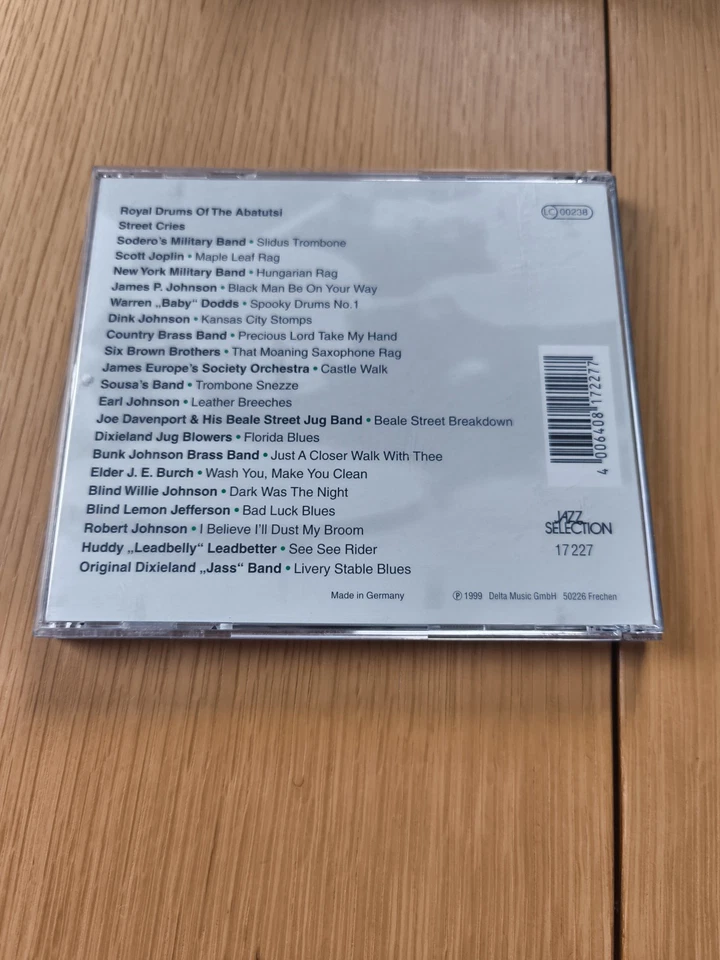 Royal Drums Of The Abatutsi
Street Cries
Sodero's Military Band • Slidus Trombone
Scott Joplin • Maple Leaf Rag
New York Military Band • Hungarian Rag
James P. Johnson • Black Man Be On Your Way
Warren „Baby“ Dodds • Spooky Drums No.1
Dink Johnson • Kansas City Stomps
Country Brass Band • Precious Lord Take My Hand
Six Brown Brothers • That Moaning Saxophone Rag
James Europe's Society Orchestra • Castle Walk
Sousa's Band • Trombone Snezze
Earl Johnson • Leather Breeches
Joe Davenport & His Beale Street Jug Band • Beale Street Breakdown
Dixieland Jug Blowers • Florida Blues
Bunk Johnson Brass Band • Just A Closer Walk With Thee
Elder J. E. Burch • Wash You, Make You Clean
Blind Willie Johnson • Dark Was The Night
Blind Lemon Jefferson • Bad Luck Blues
Robert Johnson • I Believe I'll Dust My Broom
Huddy „Leadbelly“ Leadbetter • See See Rider
Original Dixieland „Jass“ Band • Livery Stable Blues
LC 00238
4 006408 172277
JAZZ
SELECTION
17 227
Made in Germany
℗ 1999 Delta Music GmbH 50226 Frechen